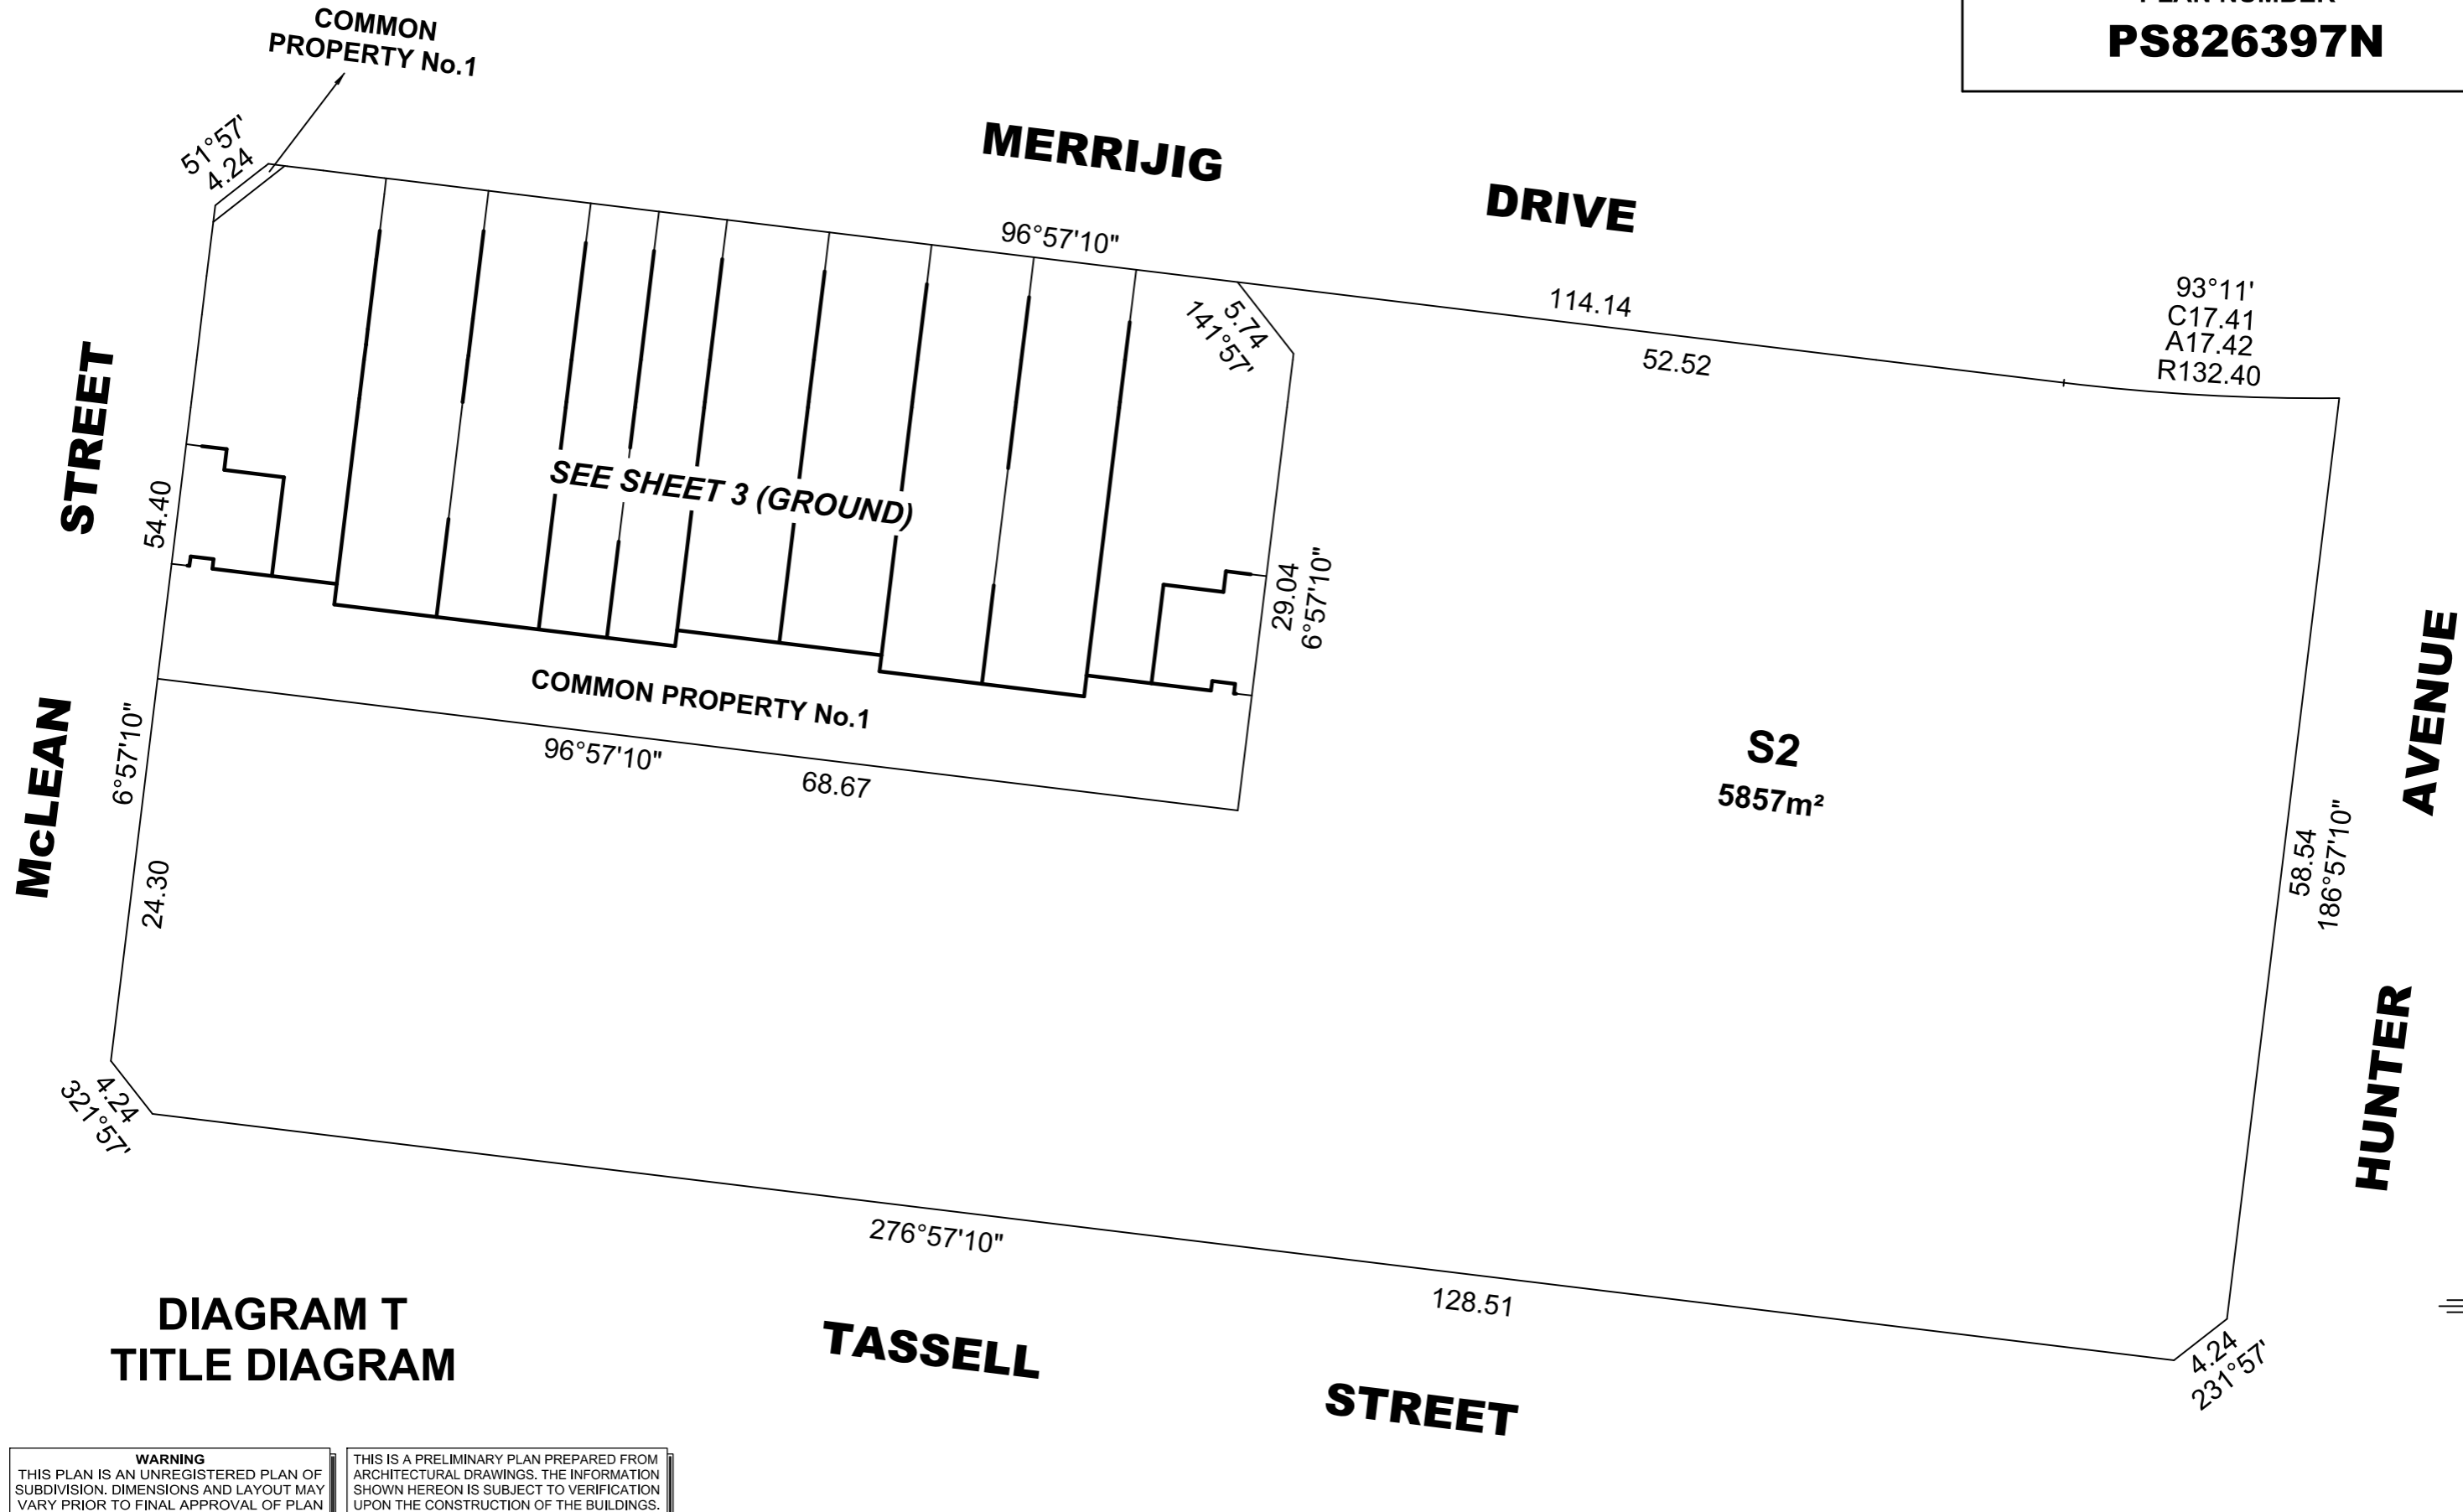 PLAN NUMBER
PS826397N
COMMON
PROPERTY No.1
51°57'
4.24
MERRIJIG
DRIVE
96°57'10"
114.14
52.52
93°11'
C17.41
A17.42
R132.40
5.74
141°57'
STREET
54.40
SEE SHEET 3 (GROUND)
29.04
6°57'10"
COMMON PROPERTY No.1
96°57'10"
68.67
McLEAN
6°57'10"
24.30
S2
5857m²
AVENUE
58.54
186°57'10"
HUNTER
4.24
321°57'
276°57'10"
128.51
4.24
231°57'
TASSELL
STREET
DIAGRAM T
TITLE DIAGRAM
WARNING
THIS PLAN IS AN UNREGISTERED PLAN OF
SUBDIVISION. DIMENSIONS AND LAYOUT MAY
VARY PRIOR TO FINAL APPROVAL OF PLAN
THIS IS A PRELIMINARY PLAN PREPARED FROM
ARCHITECTURAL DRAWINGS. THE INFORMATION
SHOWN HEREON IS SUBJECT TO VERIFICATION
UPON THE CONSTRUCTION OF THE BUILDINGS.